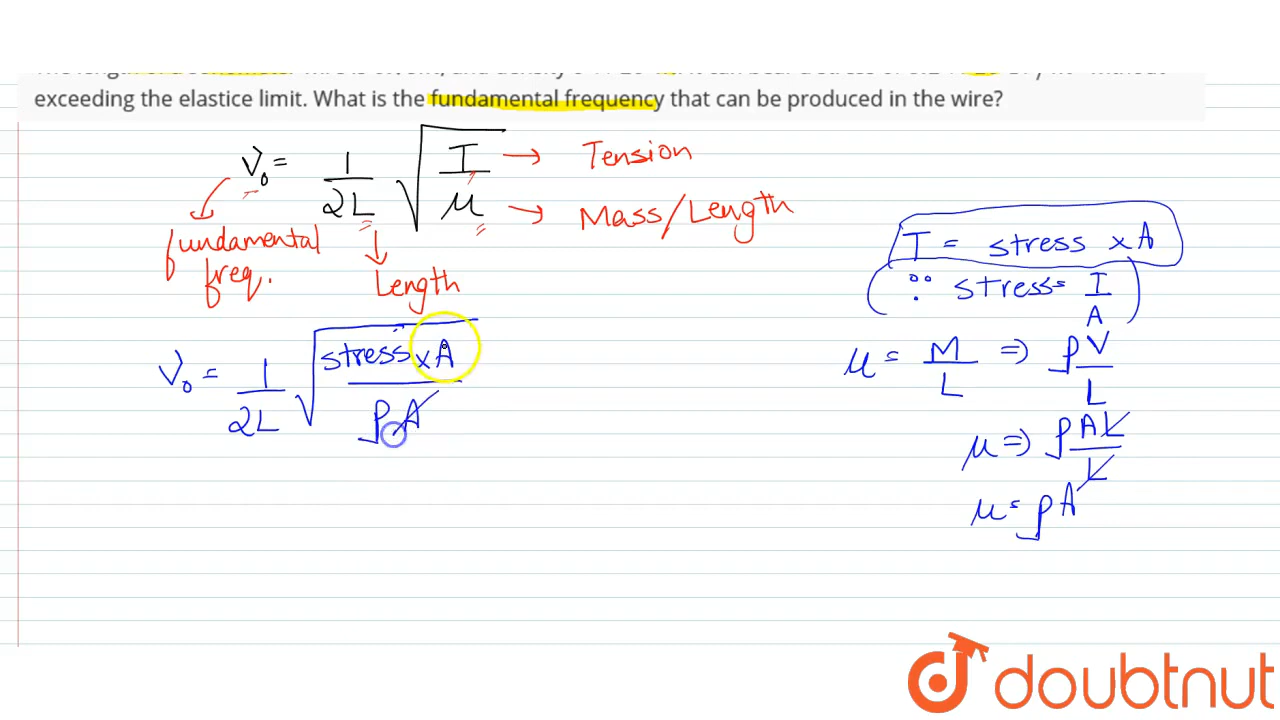 exceeding the elastice limit. What is the fundamental frequency that can be produced in the wire?
V₀ = 1/2L √(T/μ) → Tension
→ Mass/Length
fundamental freq.
Length
T = stress × A
(∵ stress = T/A)
V₀ = 1/2L √(stress × A / ρA)
μ = M/L ⇒ ρV/L
μ ⇒ ρAL/L
μ = ρA
doubtnut